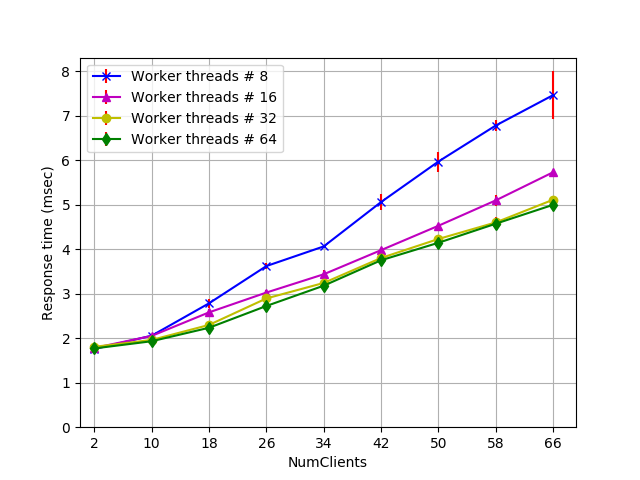 Worker threads # 8
Worker threads # 16
Worker threads # 32
Worker threads # 64
Response time (msec)
8
7
6
5
4
3
2
1
0
2 10 18 26 34 42 50 58 66
NumClients